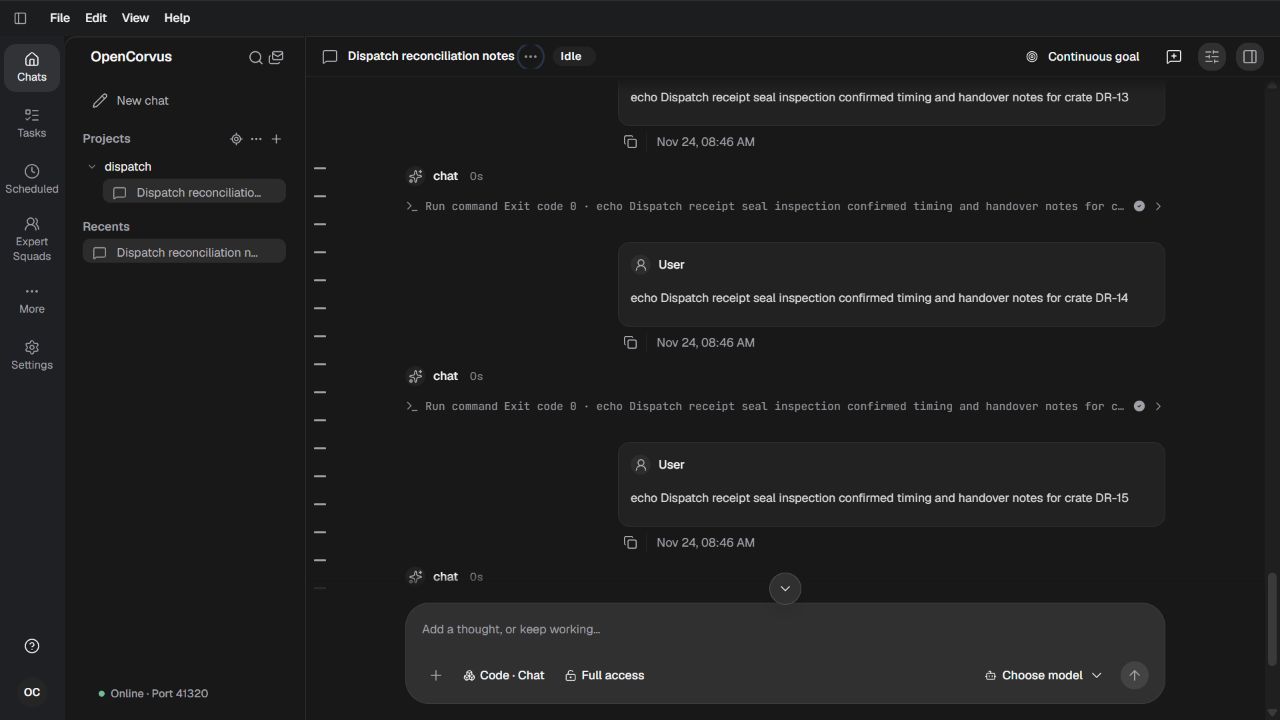 File Edit View Help
OpenCorvus
Chats
Tasks
Scheduled
Expert
Squads
More
Settings
OC
New chat
Projects
dispatch
Dispatch reconciliatio...
Recents
Dispatch reconciliation n...
Online · Port 41320
Dispatch reconciliation notes ··· Idle
Continuous goal
echo Dispatch receipt seal inspection confirmed timing and handover notes for crate DR-13
Nov 24, 08:46 AM
chat 0s
>_ Run command Exit code 0 · echo Dispatch receipt seal inspection confirmed timing and handover notes for c…
User
echo Dispatch receipt seal inspection confirmed timing and handover notes for crate DR-14
Nov 24, 08:46 AM
chat 0s
>_ Run command Exit code 0 · echo Dispatch receipt seal inspection confirmed timing and handover notes for c…
User
echo Dispatch receipt seal inspection confirmed timing and handover notes for crate DR-15
Nov 24, 08:46 AM
chat 0s
Add a thought, or keep working...
Code · Chat
Full access
Choose model